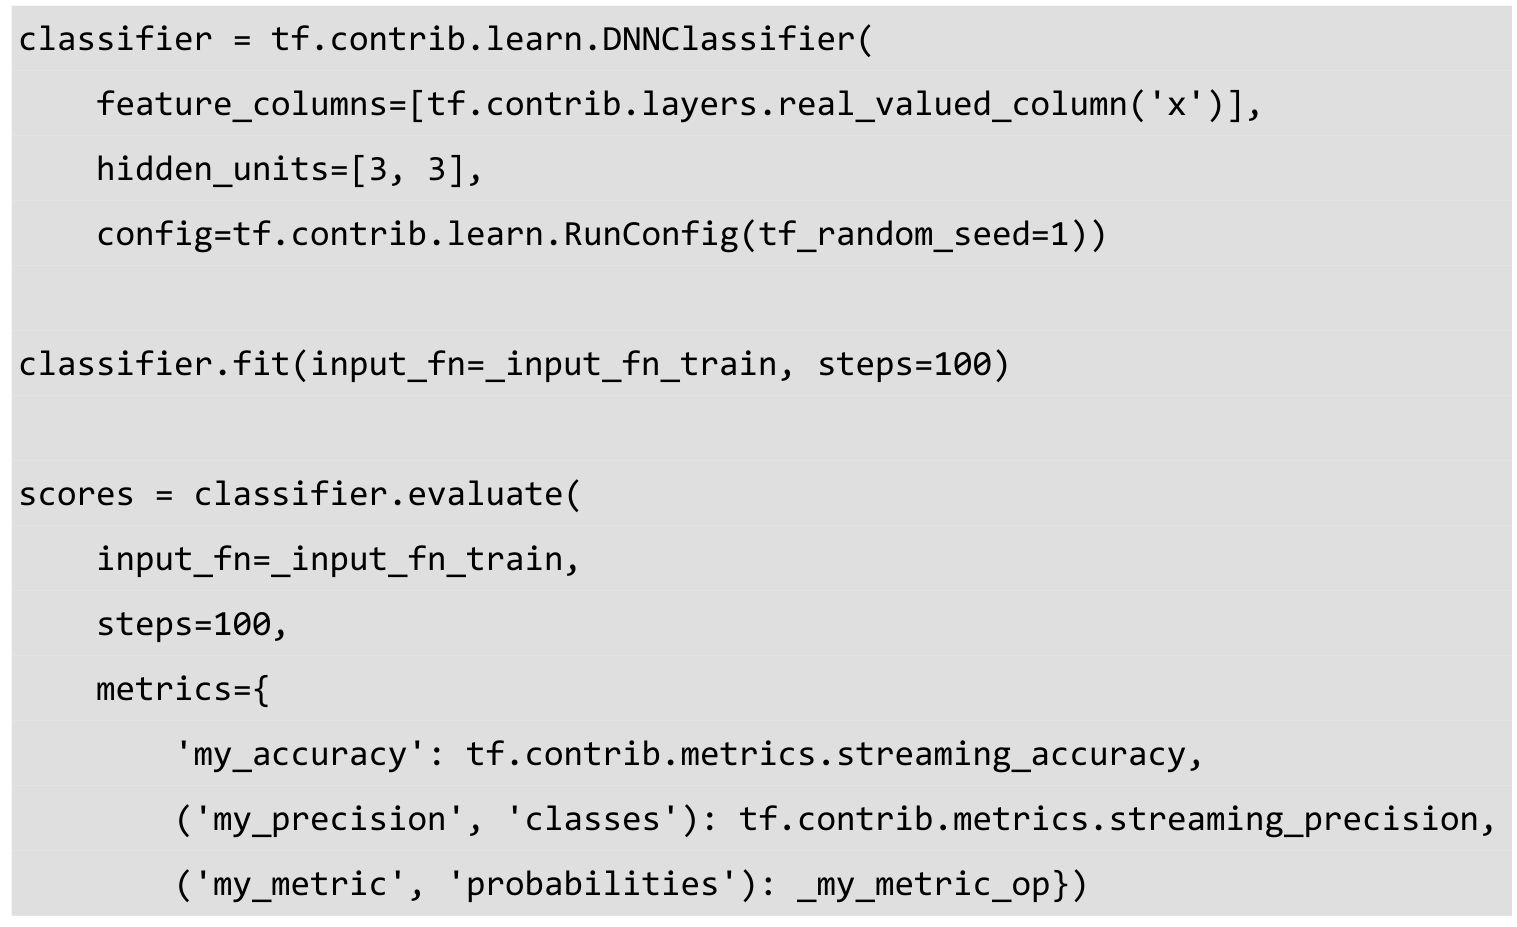 classifier = tf.contrib.learn.DNNClassifier(
    feature_columns=[tf.contrib.layers.real_valued_column('x')],
    hidden_units=[3, 3],
    config=tf.contrib.learn.RunConfig(tf_random_seed=1))

classifier.fit(input_fn=_input_fn_train, steps=100)

scores = classifier.evaluate(
    input_fn=_input_fn_train,
    steps=100,
    metrics={
        'my_accuracy': tf.contrib.metrics.streaming_accuracy,
        ('my_precision', 'classes'): tf.contrib.metrics.streaming_precision,
        ('my_metric', 'probabilities'): _my_metric_op})